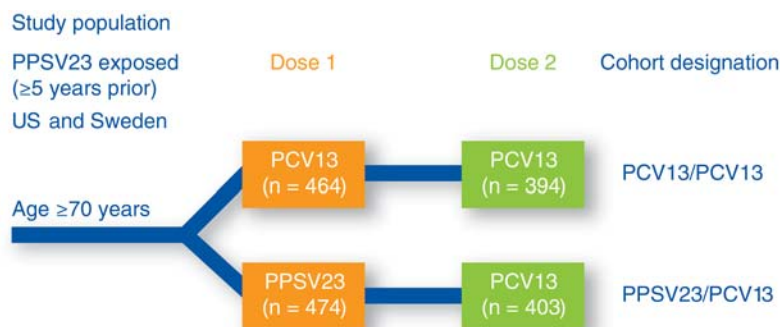 Study population
PPSV23 exposed
(≥5 years prior)
US and Sweden
Dose 1
Dose 2
Cohort designation
Age ≥70 years
PCV13
(n = 464)
PCV13
(n = 394)
PCV13/PCV13
PPSV23
(n = 474)
PCV13
(n = 403)
PPSV23/PCV13